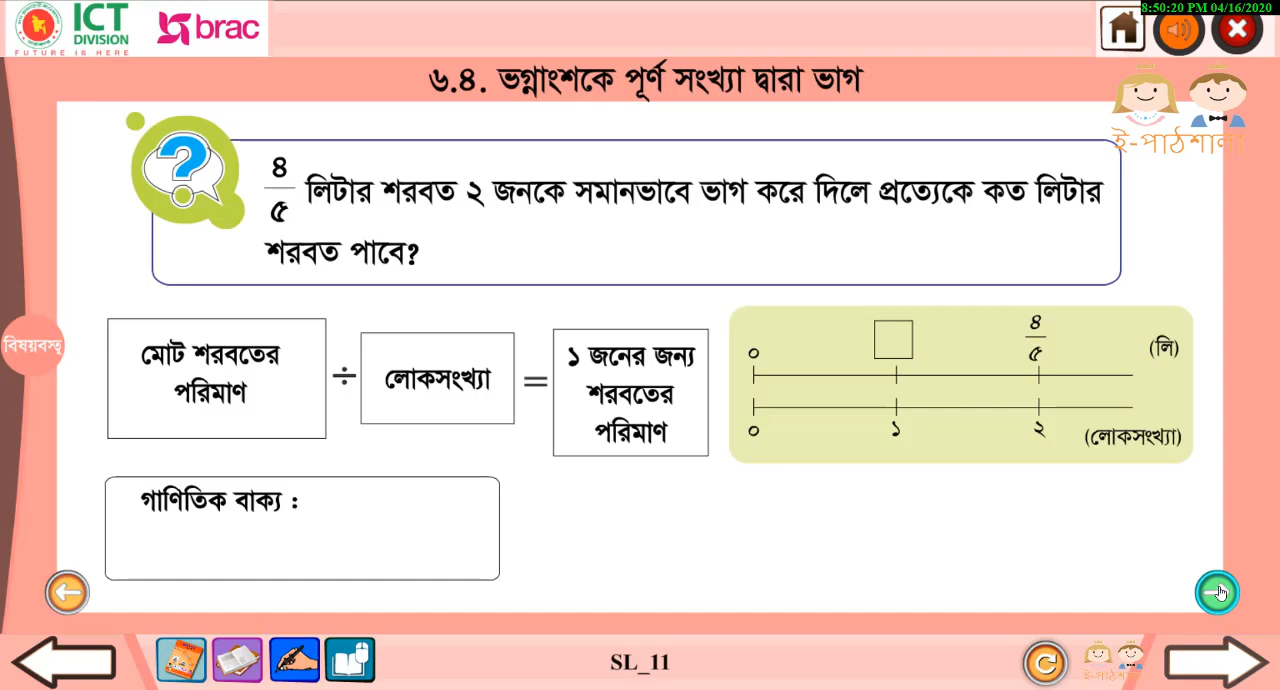 8:50:20 PM 04/16/2020
ICT
DIVISION
FUTURE IS HERE
brac
৬.৪. ভগ্নাংশকে পূর্ণ সংখ্যা দ্বারা ভাগ
ই-পাঠশালা
৪
৫
লিটার শরবত ২ জনকে সমানভাবে ভাগ করে দিলে প্রত্যেকে কত লিটার
শরবত পাবে?
বিষয়বস্তু
মোট শরবতের
পরিমাণ
÷
লোকসংখ্যা
=
১ জনের জন্য
শরবতের
পরিমাণ
০
৪
৫
(লি)
০ ১ ২ (লোকসংখ্যা)
গাণিতিক বাক্য :
SL_11
ই-পাঠশালা